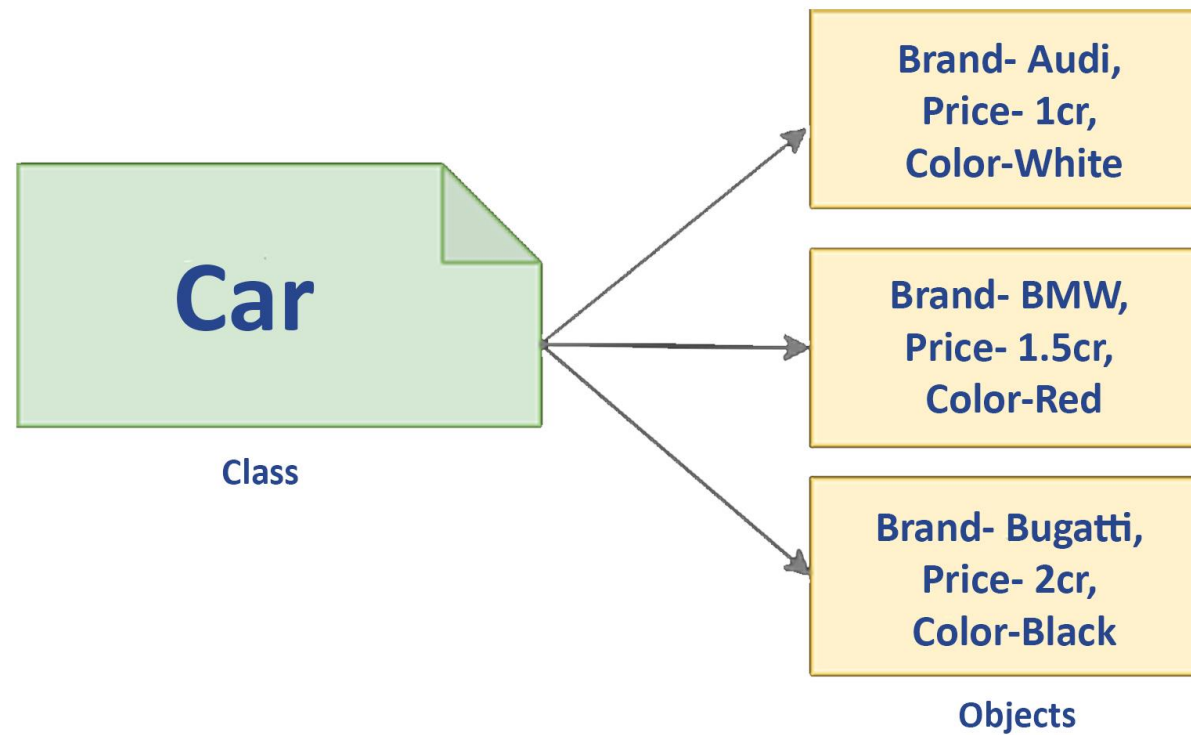 Car
Class
Brand- Audi,
Price- 1cr,
Color-White
Brand- BMW,
Price- 1.5cr,
Color-Red
Brand- Bugatti,
Price- 2cr,
Color-Black
Objects